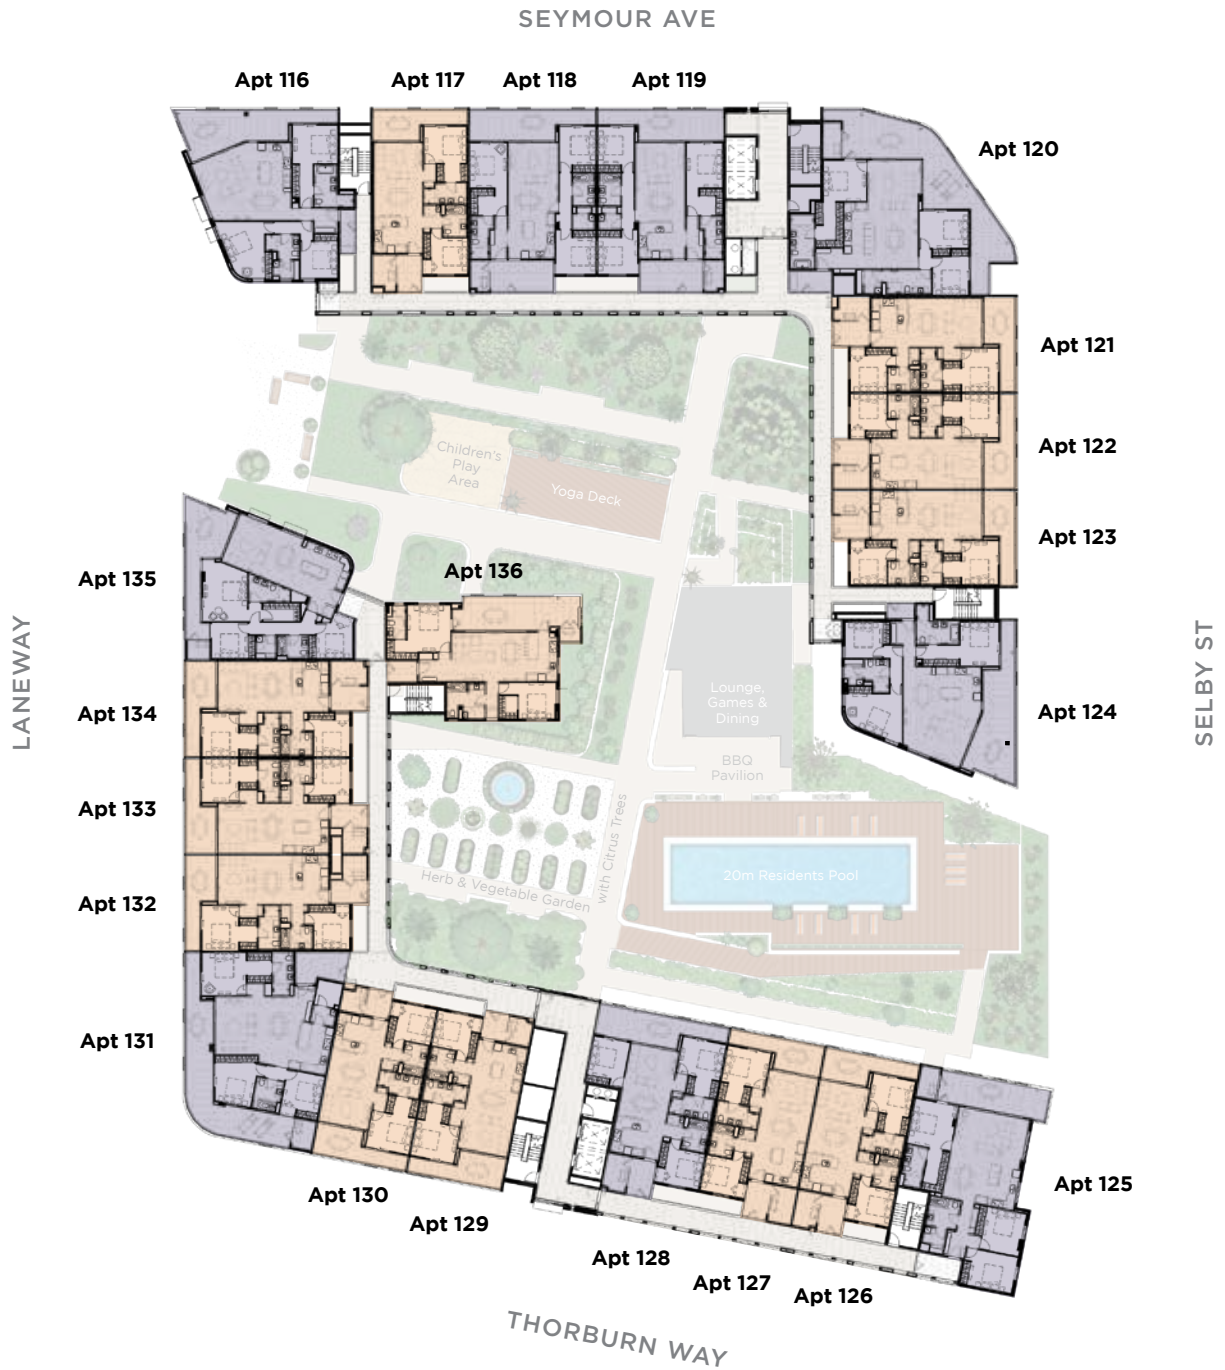 SEYMOUR AVE
Apt 116
Apt 117
Apt 118
Apt 119
Apt 120
Apt 121
Apt 122
Apt 123
Apt 124
Children's
Play
Area
Yoga Deck
Apt 136
Apt 135
Apt 134
Apt 133
Apt 132
Apt 131
LANEWAY
SELBY ST
Lounge,
Games &
Dining
BBQ
Pavilion
with Citrus Trees
20m Residents Pool
Herb & Vegetable Garden
Apt 130
Apt 129
Apt 128
Apt 127
Apt 126
Apt 125
THORBURN WAY